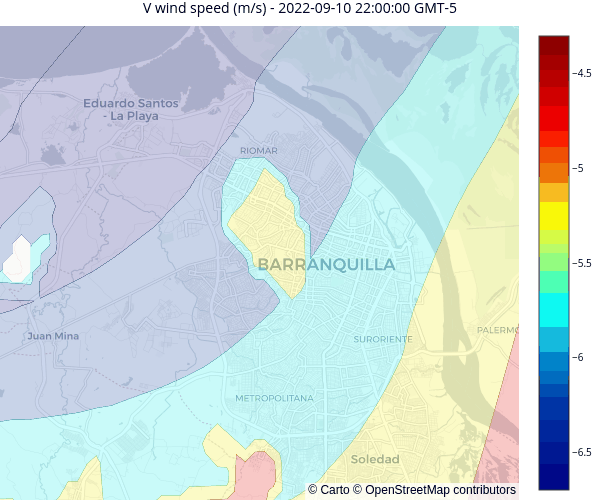 V wind speed (m/s) - 2022-09-10 22:00:00 GMT-5
Eduardo Santos
- La Playa
RIOMAR
BARRANQUILLA
Juan Mina
SURORIENTE
PALERMO
METROPOLITANA
Soledad
© Carto © OpenStreetMap contributors
−4.5
−5
−5.5
−6
−6.5